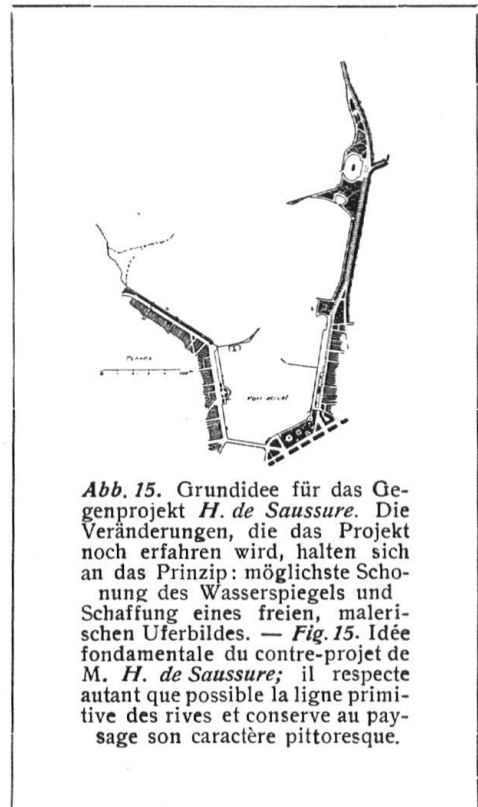 Port actuel
Abb. 15. Grundidee für das Ge-
genprojekt H. de Saussure. Die
Veränderungen, die das Projekt
noch erfahren wird, halten sich
an das Prinzip: möglichste Scho-
nung des Wasserspiegels und
Schaffung eines freien, maleri-
schen Uferbildes. — Fig. 15. Idée
fondamentale du contre-projet de
M. H. de Saussure; il respecte
autant que possible la ligne primi-
tive des rives et conserve au pay-
sage son caractère pittoresque.